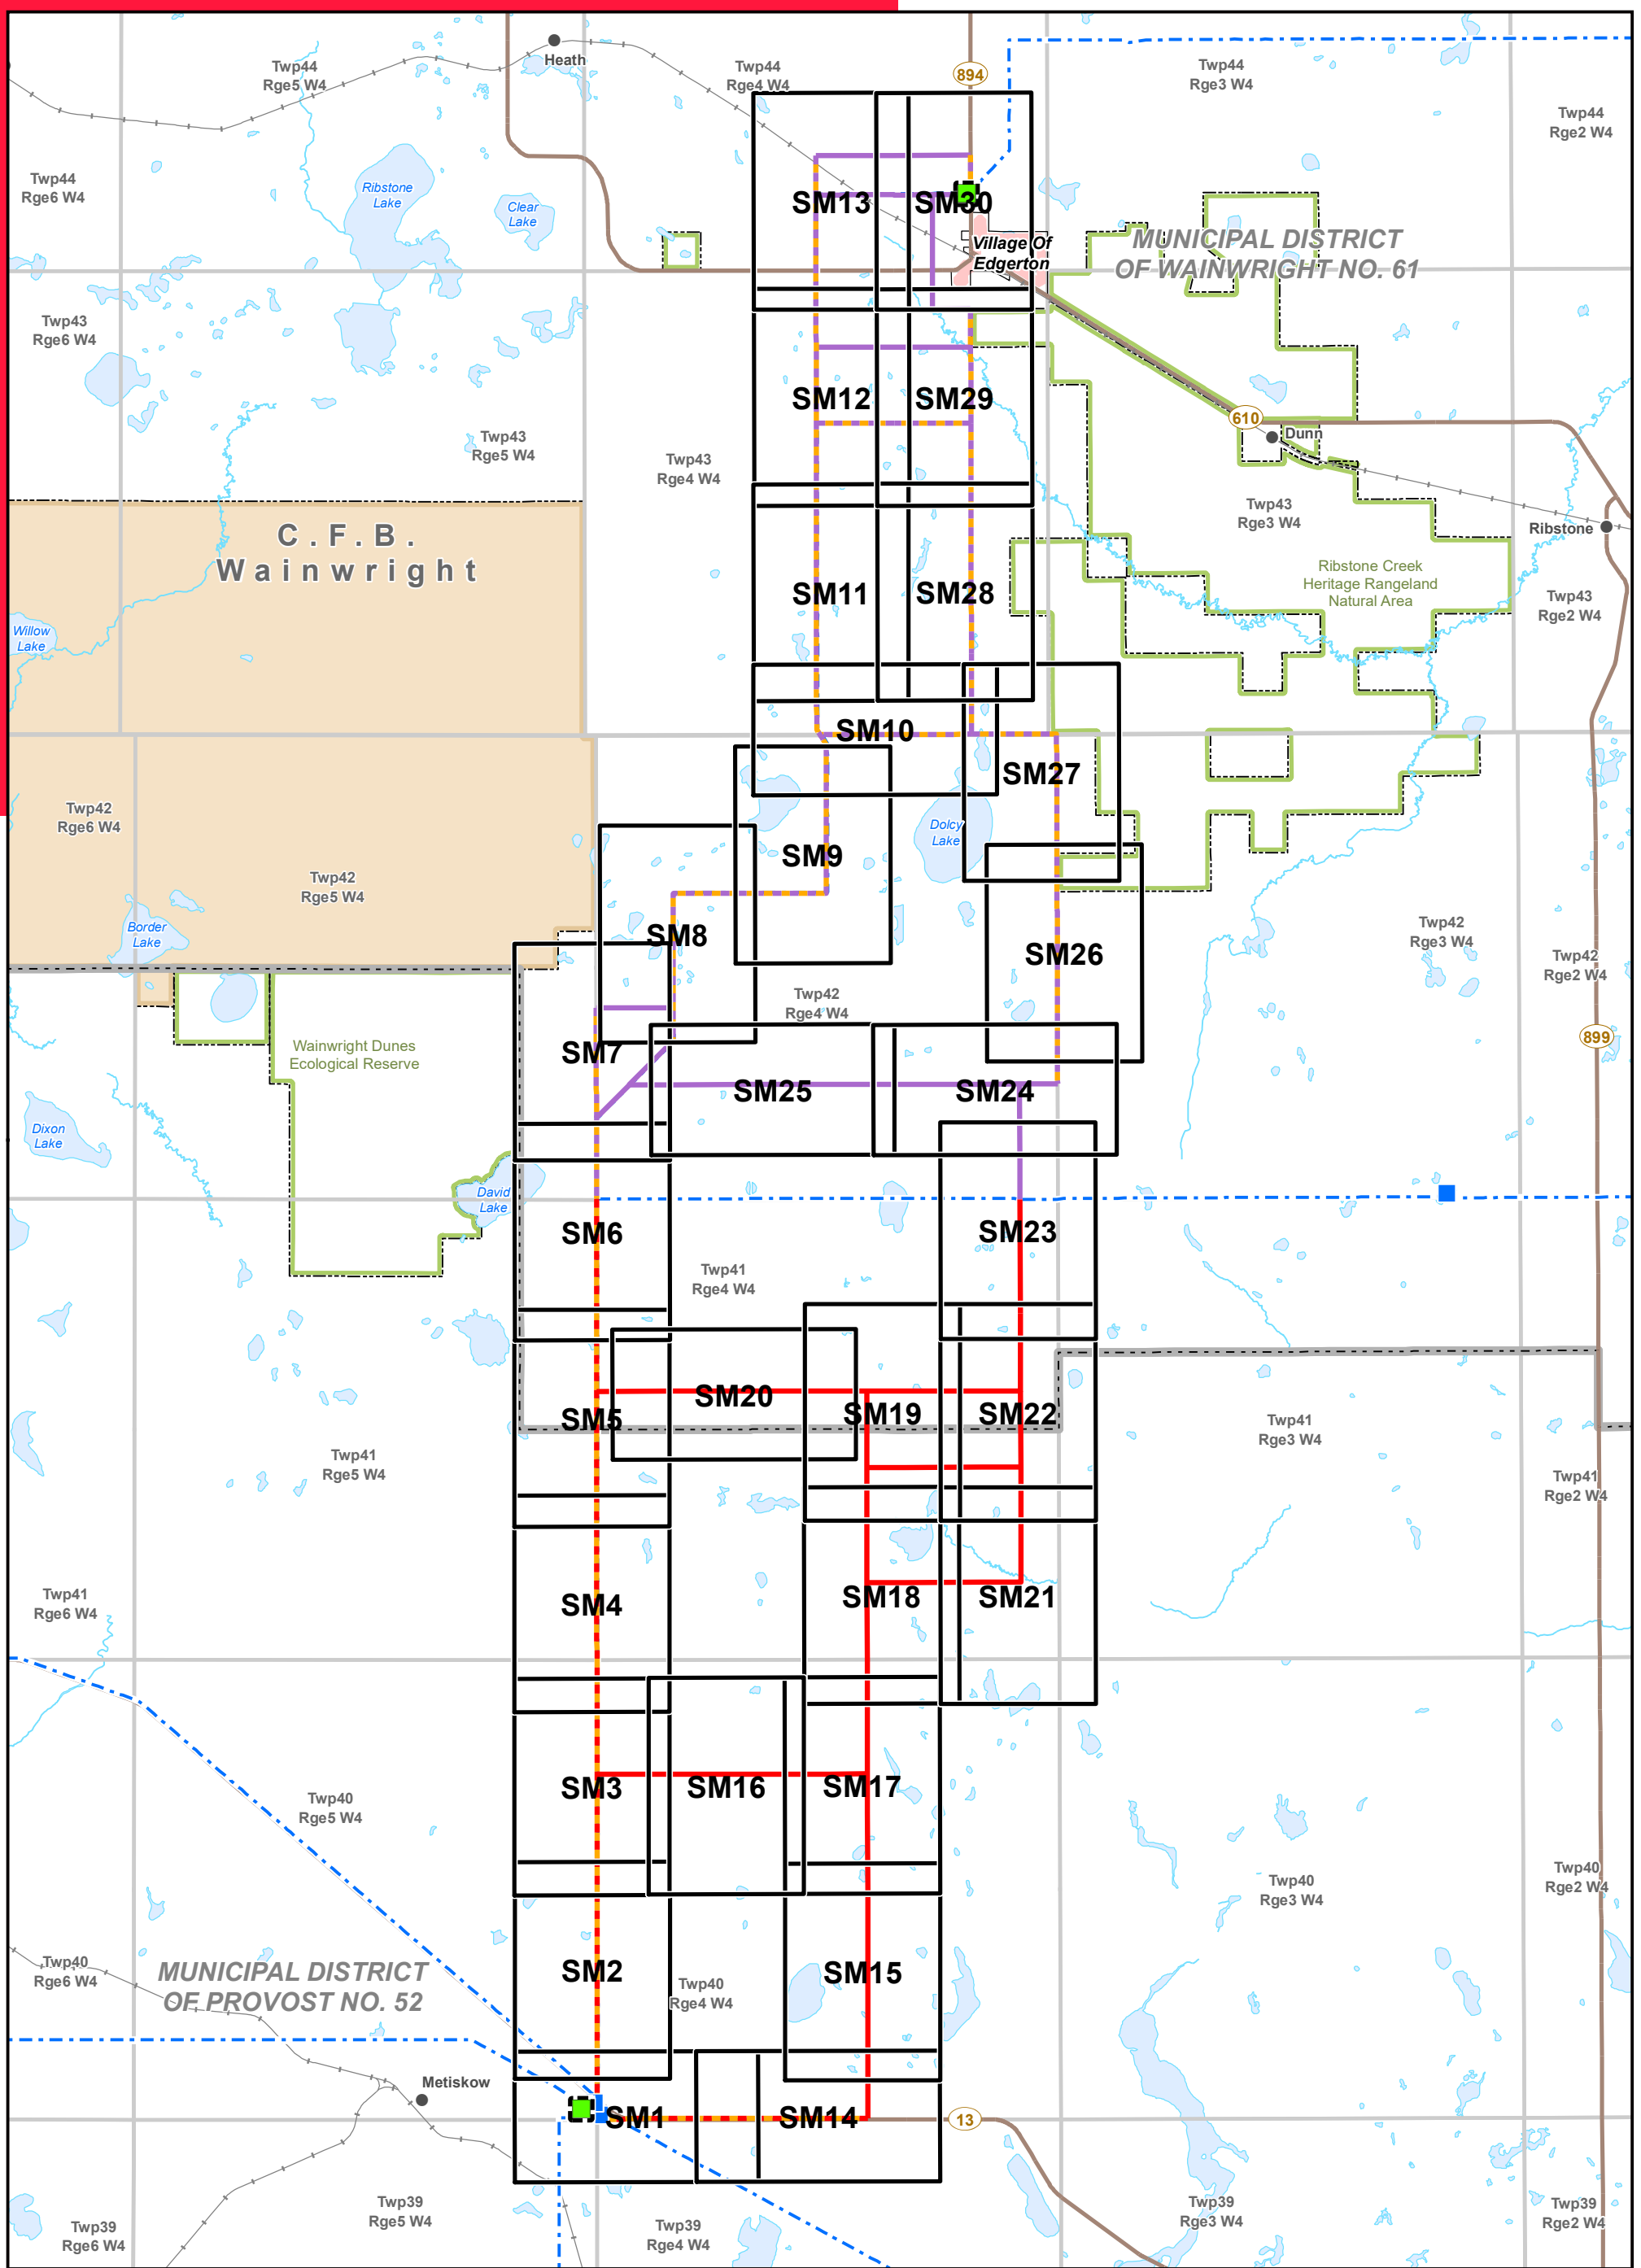 Heath
Twp44
Rge5 W4
Twp44
Rge4 W4
894
Twp44
Rge3 W4
Twp44
Rge2 W4
Twp44
Rge6 W4
Ribstone
Lake
Clear
Lake
SM13
SM30
Village Of
Edgerton
MUNICIPAL DISTRICT
OF WAINWRIGHT NO. 61
Twp43
Rge6 W4
SM12
SM29
610
Dunn
Twp43
Rge5 W4
Twp43
Rge4 W4
Twp43
Rge3 W4
Ribstone
C.F.B.
Wainwright
SM11
SM28
Ribstone Creek
Heritage Rangeland
Natural Area
Twp43
Rge2 W4
Willow
Lake
SM10
SM27
Twp42
Rge6 W4
Dolcy
Lake
SM9
Twp42
Rge5 W4
Border
Lake
SM8
SM26
Twp42
Rge3 W4
Twp42
Rge2 W4
Twp42
Rge4 W4
899
Wainwright Dunes
Ecological Reserve
SM7
SM25
SM24
Dixon
Lake
David
Lake
SM6
SM23
Twp41
Rge4 W4
SM20
SM5
SM19
SM22
Twp41
Rge3 W4
Twp41
Rge5 W4
Twp41
Rge2 W4
Twp41
Rge6 W4
SM4
SM18
SM21
SM3
SM16
SM17
Twp40
Rge5 W4
Twp40
Rge3 W4
Twp40
Rge2 W4
Twp40
Rge6 W4
MUNICIPAL DISTRICT
OF PROVOST NO. 52
SM2
SM15
Twp40
Rge4 W4
Metiskow
SM1
SM14
13
Twp39
Rge6 W4
Twp39
Rge5 W4
Twp39
Rge4 W4
Twp39
Rge3 W4
Twp39
Rge2 W4